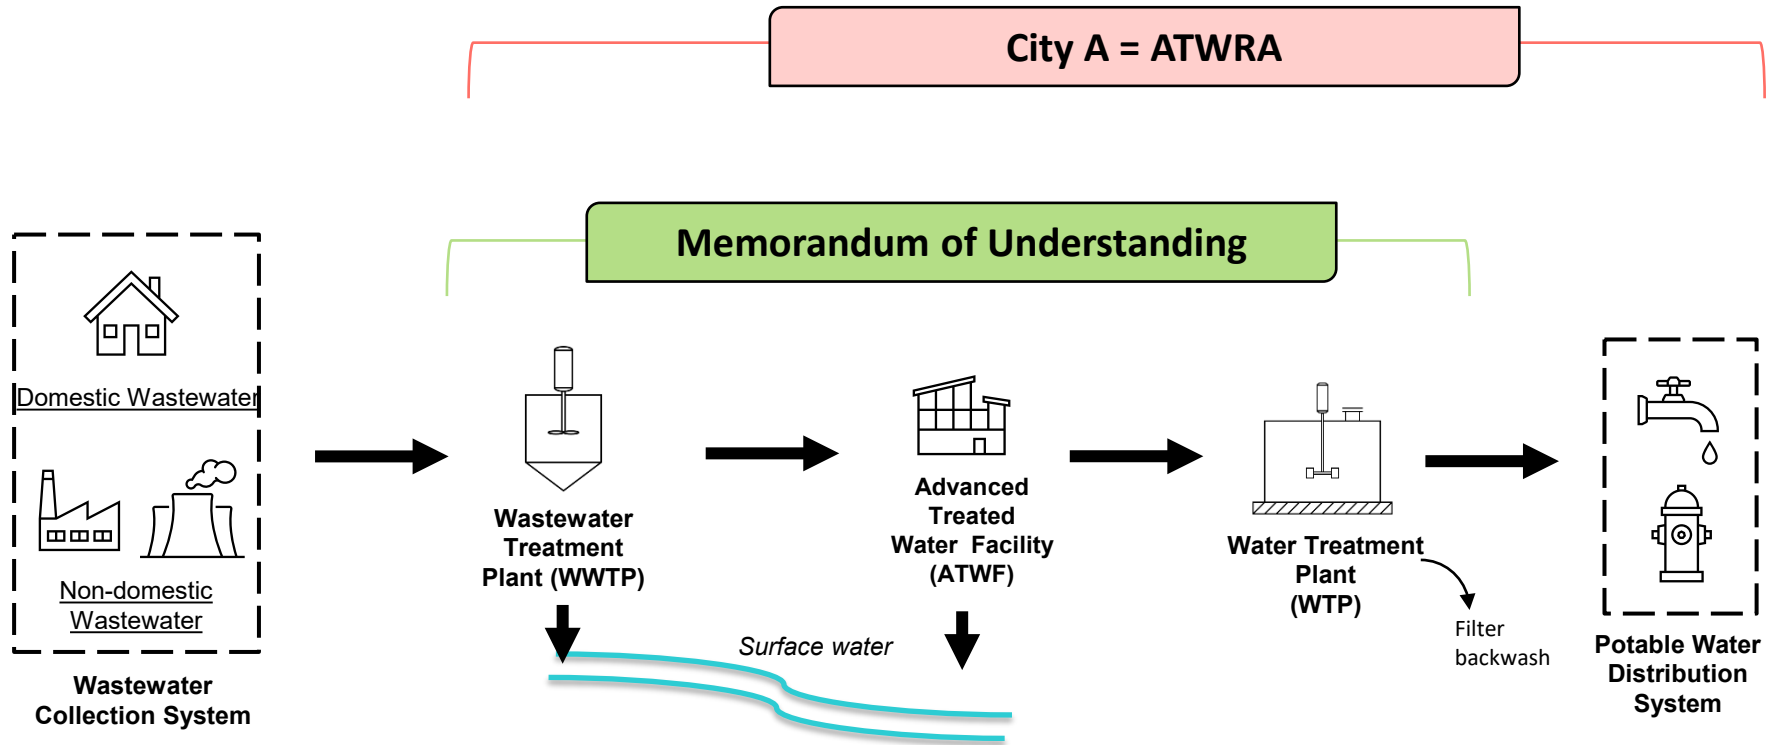 City A = ATWRA
Memorandum of Understanding
Domestic Wastewater
Non-domestic
Wastewater
Wastewater
Collection System
Wastewater
Treatment
Plant (WWTP)
Surface water
Advanced
Treated
Water Facility
(ATWF)
Water Treatment
Plant
(WTP)
Filter
backwash
Potable Water
Distribution
System